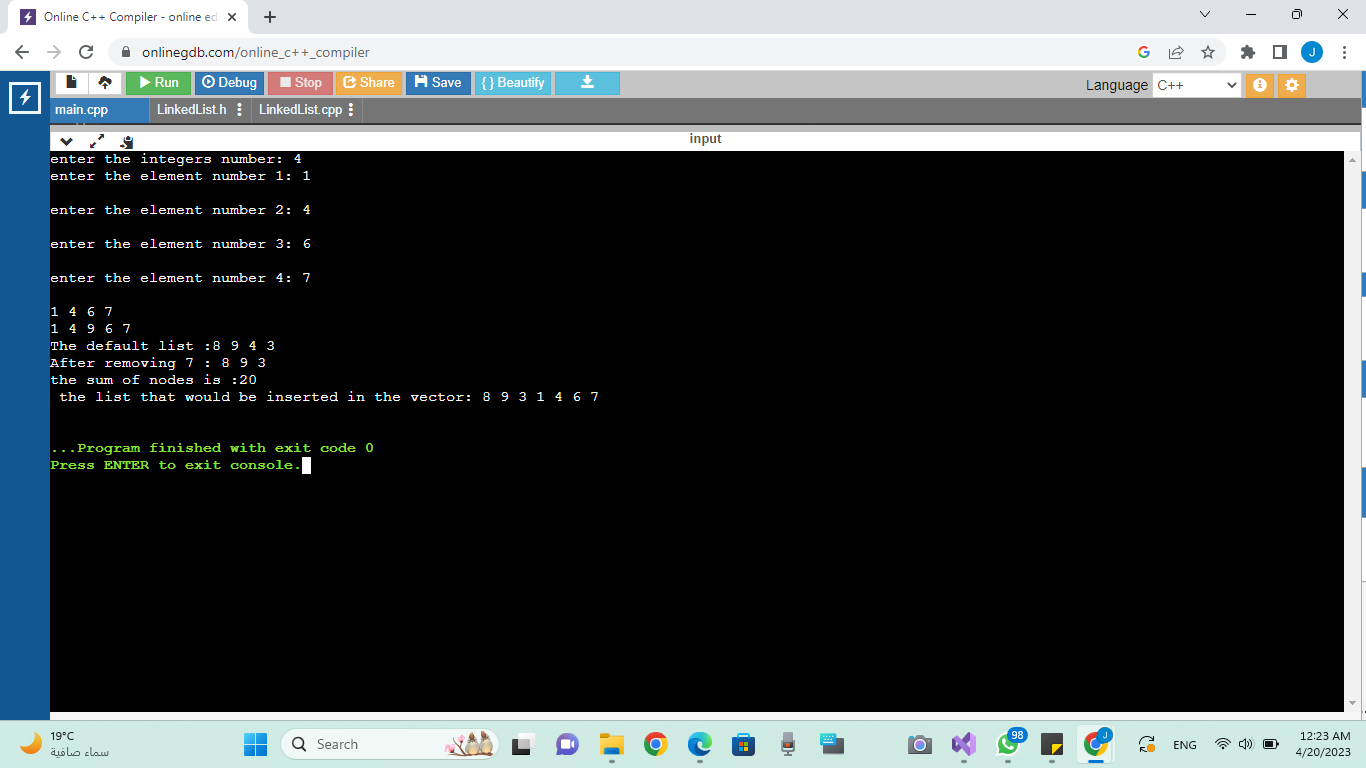 Online C++ Compiler - online ed
onlinegdb.com/online_c++_compiler
J
Run
Debug
Stop
Share
Save
{ } Beautify
Language
C++
main.cpp
LinkedList.h
LinkedList.cpp
input
enter the integers number: 4
enter the element number 1: 1
enter the element number 2: 4
enter the element number 3: 6
enter the element number 4: 7
1 4 6 7
1 4 9 6 7
The default list :8 9 4 3
After removing 7 : 8 9 3
the sum of nodes is :20
the list that would be inserted in the vector: 8 9 3 1 4 6 7
...Program finished with exit code 0
Press ENTER to exit console.
19°C
سماء صافية
Search
98
J
ENG
12:23 AM
4/20/2023